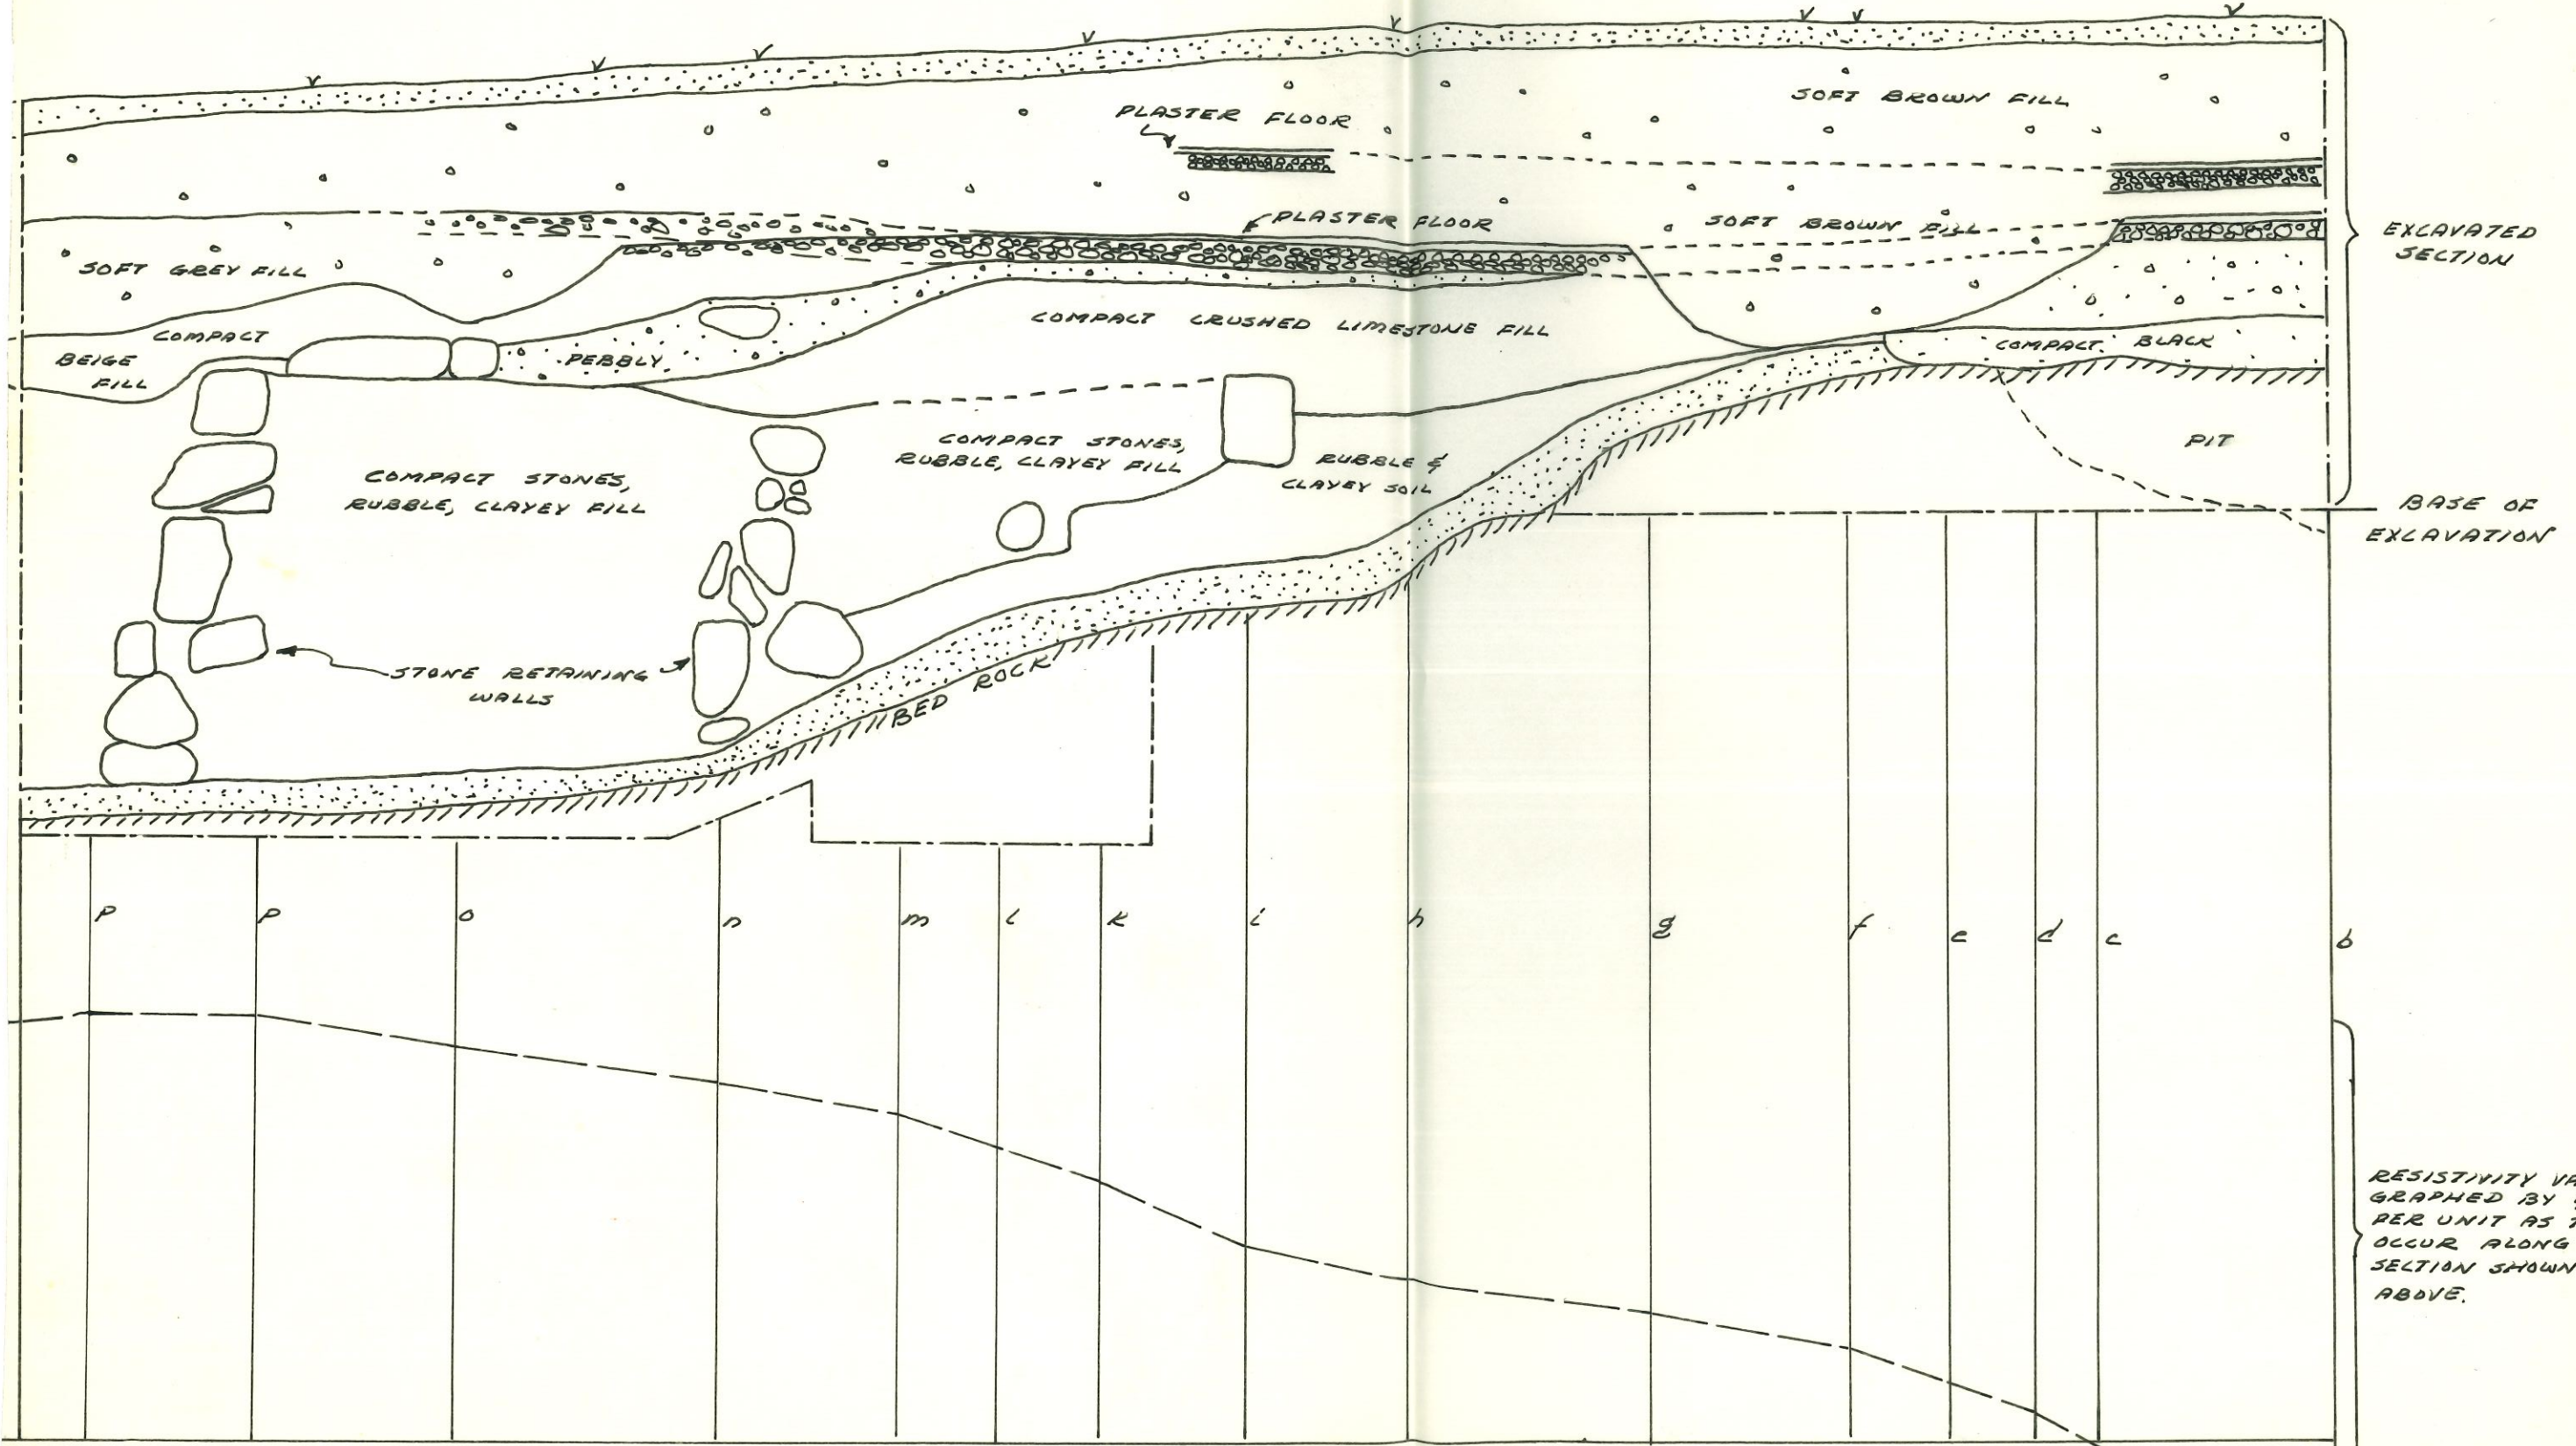 SOFT BROWN FILL
PLASTER FLOOR
PLASTER FLOOR
SOFT BROWN FILL
EXCAVATED
SECTION
SOFT GREY FILL
COMPACT
BEIGE
FILL
PEBBLY
COMPACT CRUSHED LIMESTONE FILL
COMPACT BLACK
PIT
COMPACT STONES,
RUBBLE, CLAYEY FILL
COMPACT STONES,
RUBBLE, CLAYEY FILL
RUBBLE &
CLAYEY SOIL
BASE OF
EXCAVATION
STONE RETAINING
WALLS
BED ROCK
p p o n m l k i h g f e d c b
RESISTIVITY
GRAPHED BY
PER UNIT AS
OCCUR ALONG
SECTION SHOWN
ABOVE.